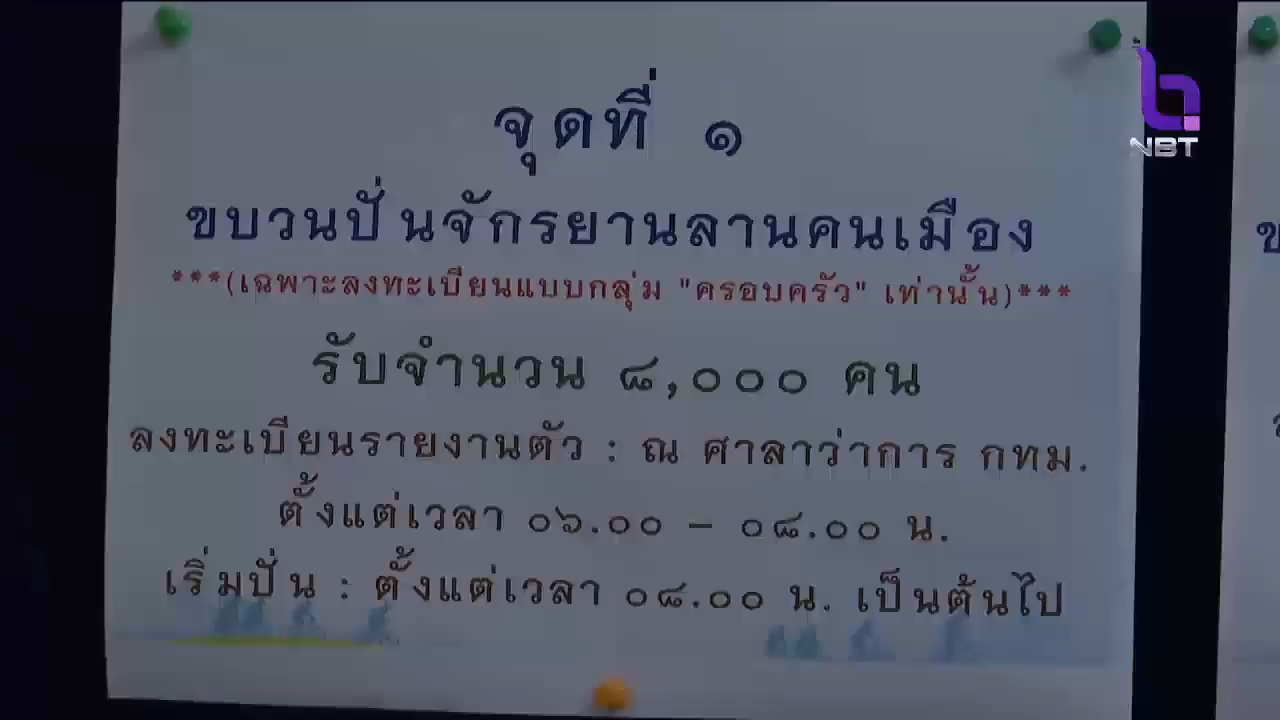 จุดที่ ๑
ขบวนปั่นจักรยานลานคนเมือง
***(เฉพาะลงทะเบียนแบบกลุ่ม "ครอบครัว" เท่านั้น)***
รับจำนวน ๘,๐๐๐ คน
ลงทะเบียนรายงานตัว : ณ ศาลาว่าการ กทม.
ตั้งแต่เวลา ๐๖.๐๐ - ๐๘.๐๐ น.
เริ่มปั่น : ตั้งแต่เวลา ๐๘.๐๐ น. เป็นต้นไป
NBT